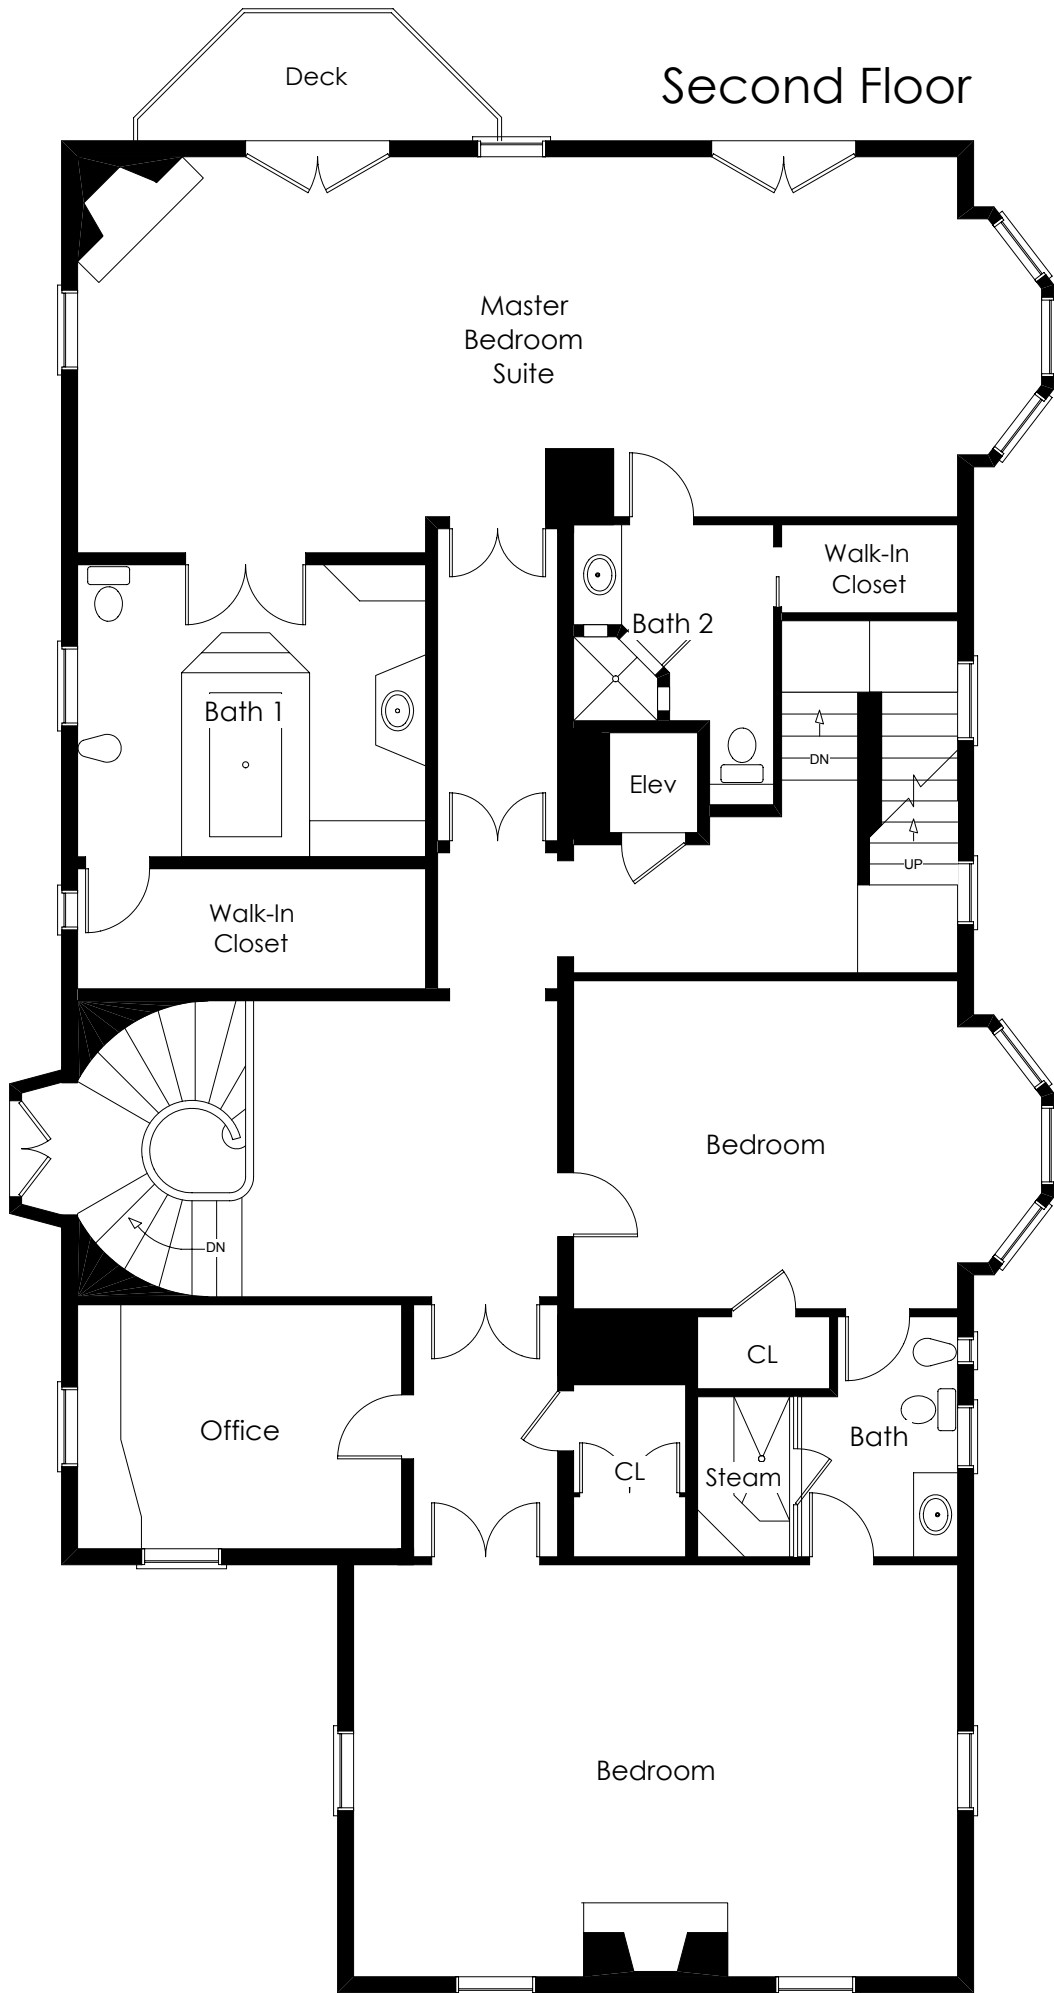 Deck
Second Floor
Master
Bedroom
Suite
Walk-In
Closet
Bath 2
Bath 1
DN
Elev
UP
Walk-In
Closet
Bedroom
DN
CL
Office
Bath
CL
Steam
Bedroom